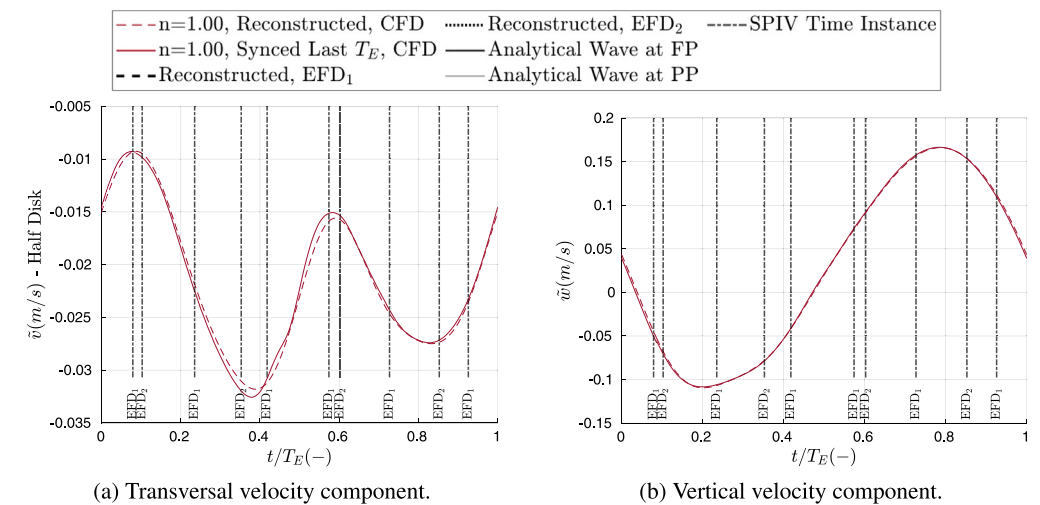 n=1.00, Reconstructed, CFD
Reconstructed, EFD₂
SPIV Time Instance
n=1.00, Synced Last T_E, CFD
Analytical Wave at FP
Reconstructed, EFD₁
Analytical Wave at PP
-0.005
-0.01
-0.015
-0.02
-0.025
-0.03
-0.035
ṽ(m/s) - Half Disk
EFD₁
EFD₂
EFD₁
EFD₂
EFD₁
EFD₁
EFD₂
EFD₁
EFD₂
EFD₁
0 0.2 0.4 0.6 0.8 1
t/T_E(−)
(a) Transversal velocity component.
0.2
0.15
0.1
0.05
0
-0.05
-0.1
-0.15
w̃(m/s)
EFD₁
EFD₂
EFD₁
EFD₂
EFD₁
EFD₁
EFD₂
EFD₁
EFD₂
EFD₁
0 0.2 0.4 0.6 0.8 1
t/T_E(−)
(b) Vertical velocity component.